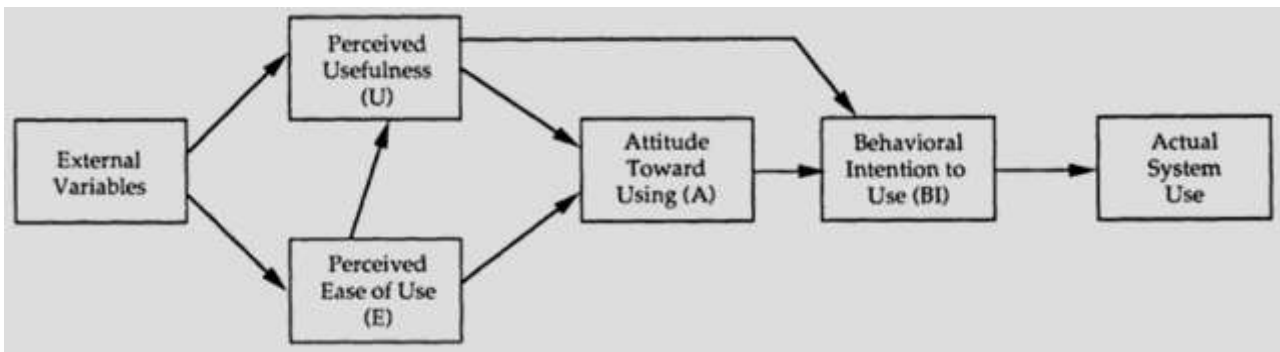 External
Variables
Perceived
Usefulness
(U)
Perceived
Ease of Use
(E)
Attitude
Toward
Using (A)
Behavioral
Intention to
Use (BI)
Actual
System
Use